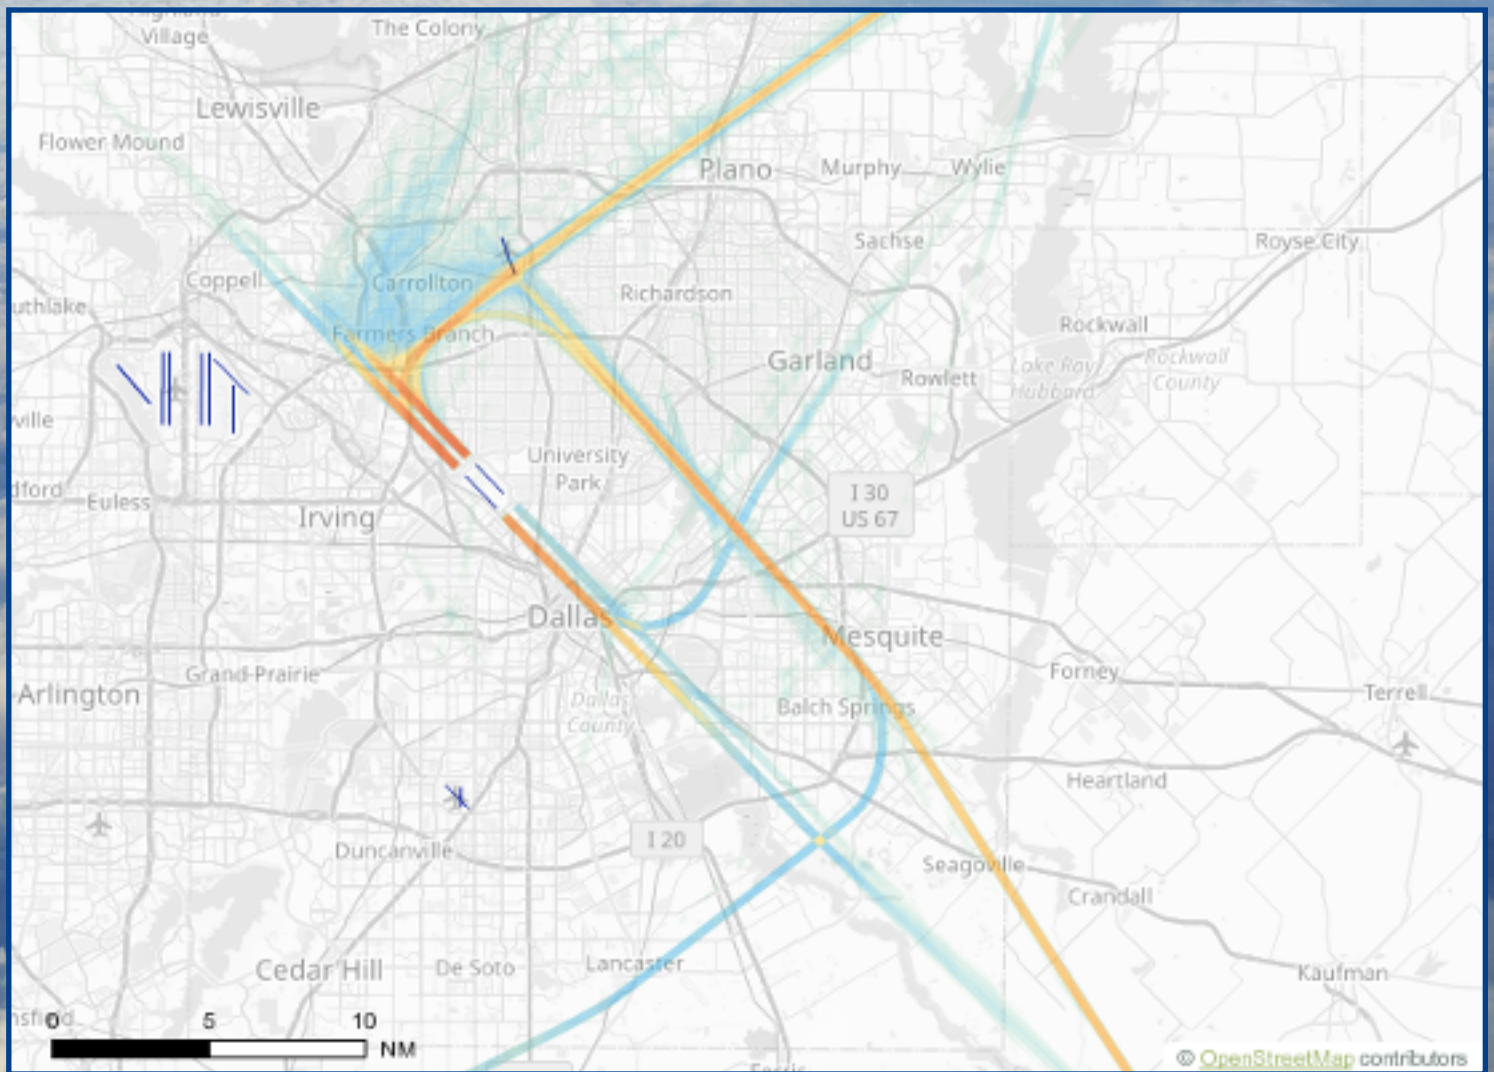 Highland
Village
The Colony
Lewisville
Flower Mound
Plano
Murphy
Wylie
Sachse
Royse City
Coppell
Carrollton
Richardson
uthlake
Farmers Branch
Rockwall
Garland
Rowlett
Lake Ray
Hubbard
Rockwall
County
ville
University
Park
dford
Euless
Irving
I 30
US 67
Dallas
Mesquite
Grand Prairie
Forney
Arlington
Terrell
Dallas
County
Balch Springs
Heartland
I 20
Duncanville
Seagoville
Crandall
Cedar Hill
De Soto
Lancaster
Kaufman
nsfield
0 5 10
NM
Ferris
© OpenStreetMap contributors